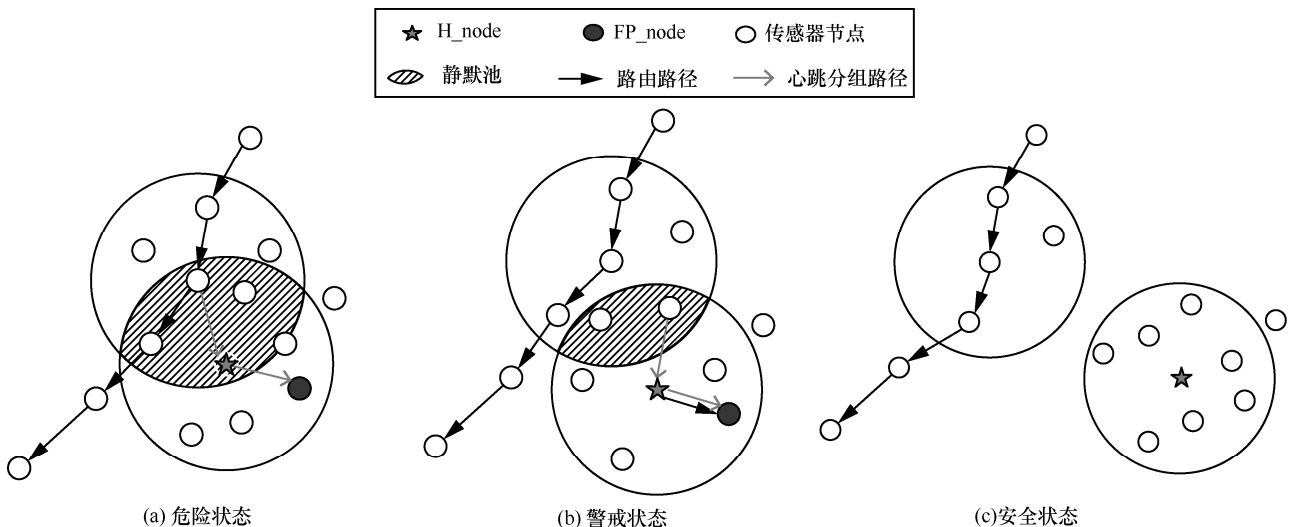 H_node FP_node 传感器节点
静默池 路由路径 心跳分组路径
(a) 危险状态 (b) 警戒状态 (c)安全状态